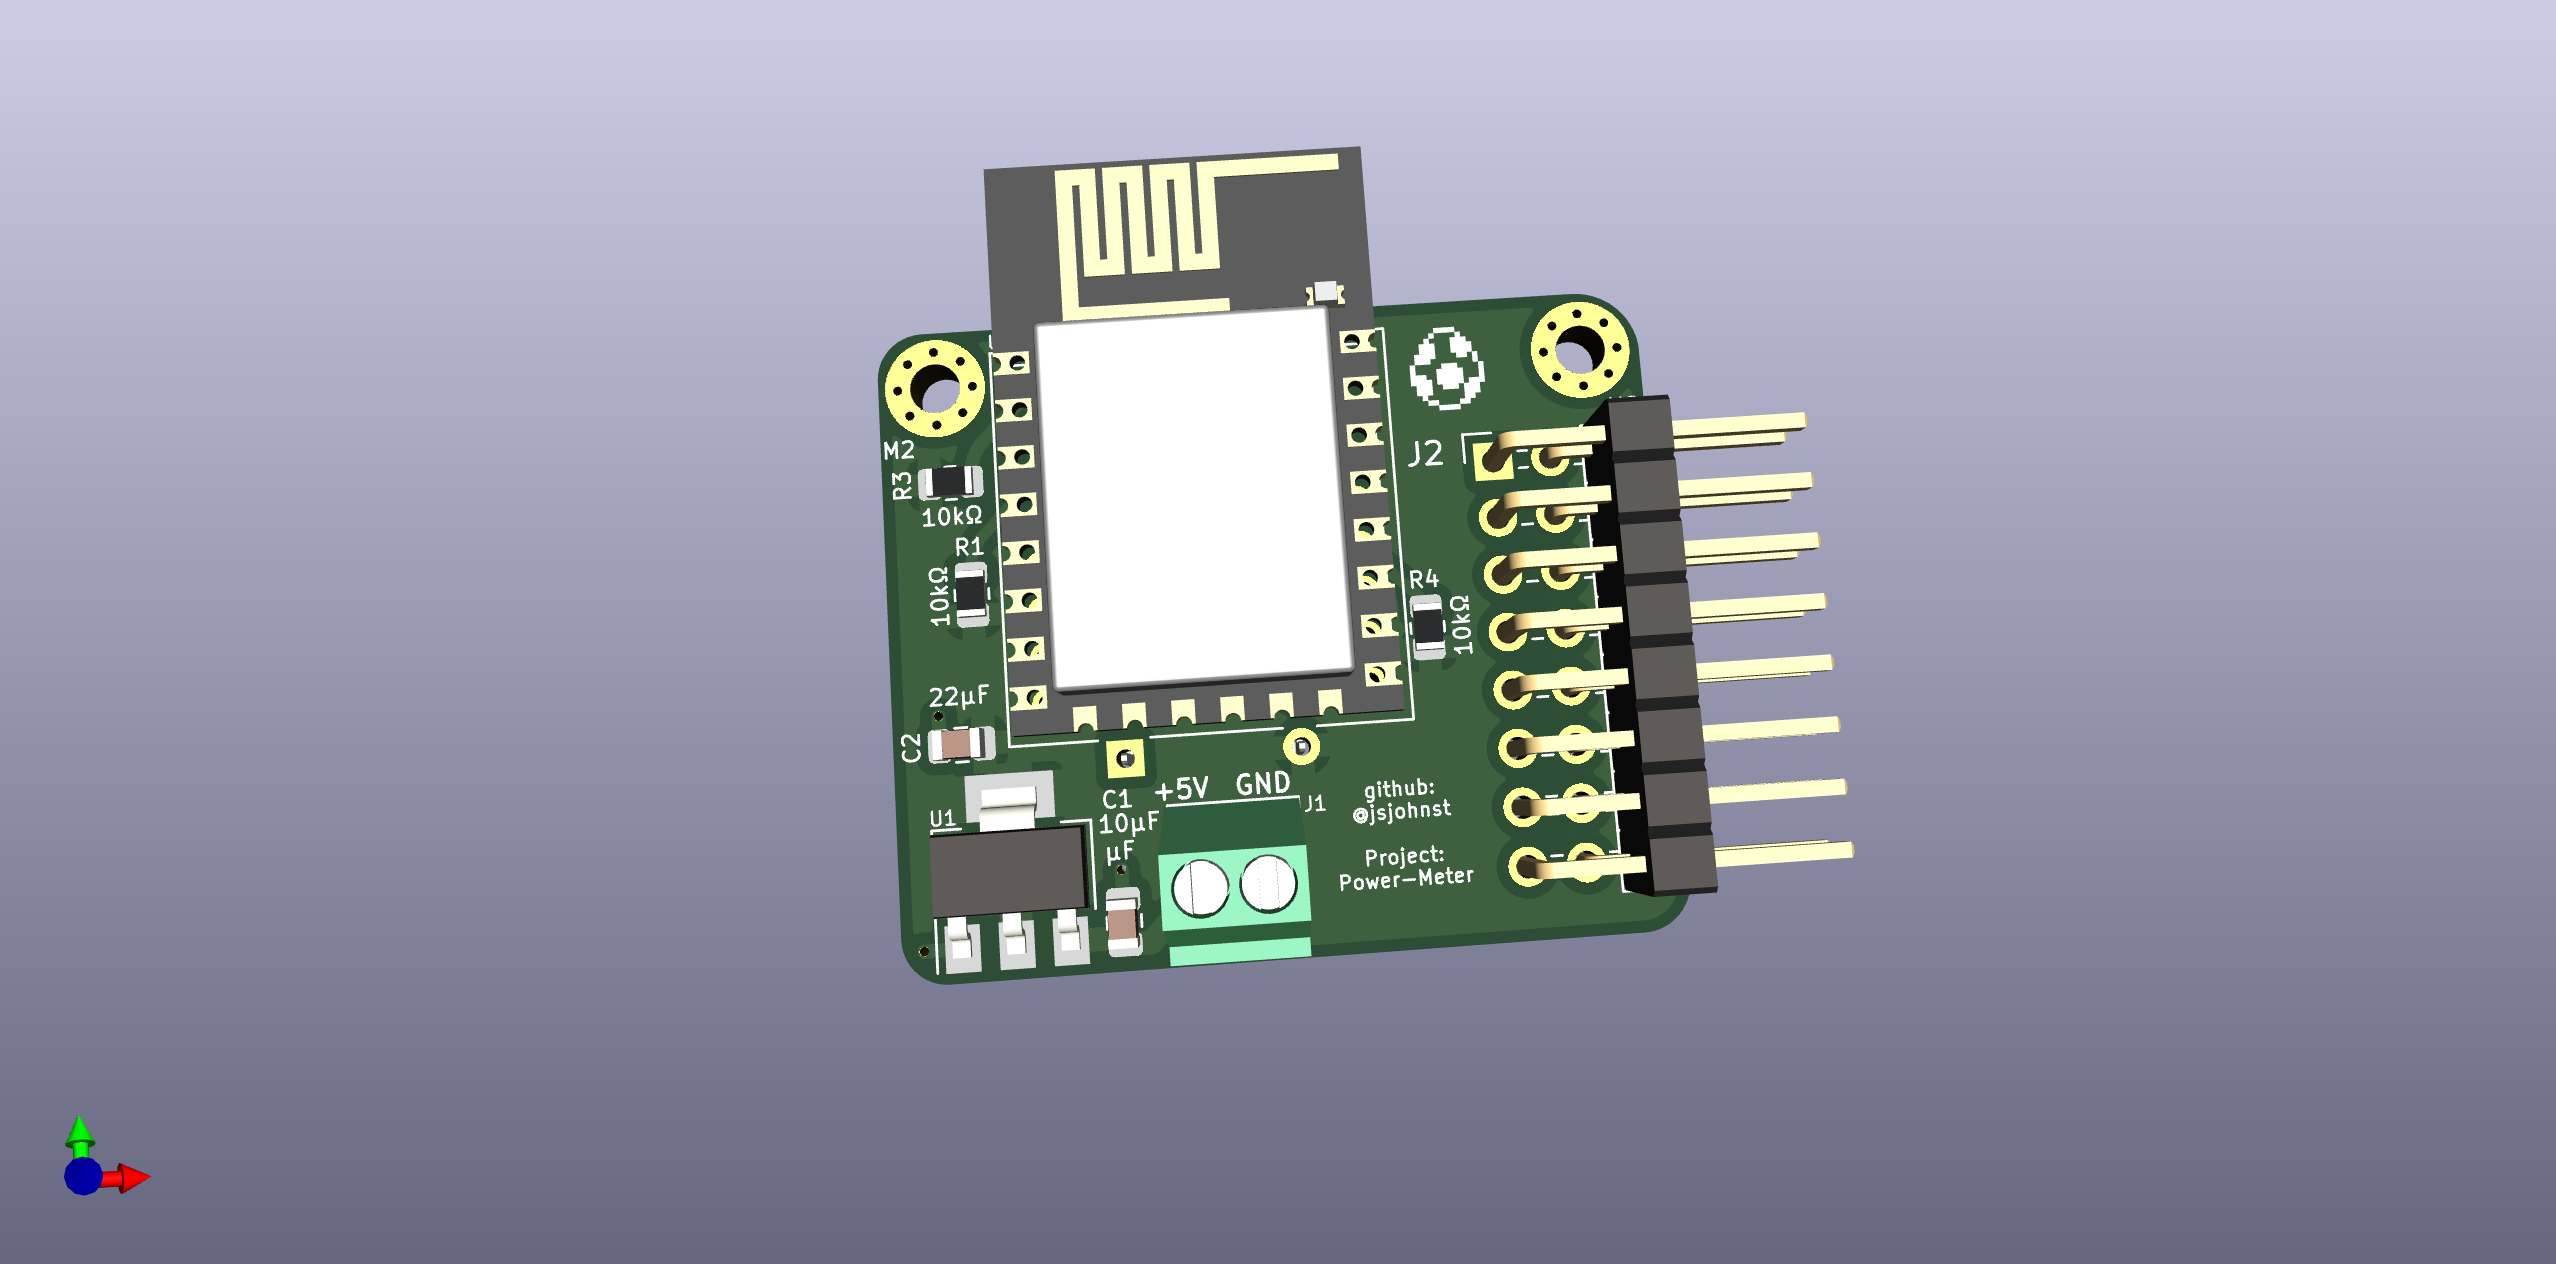 M2
R3
10kΩ
R1
10kΩ
22µF
C2
U1
C1
10µF
µF
+5V GND
J1
J2
R4
10kΩ
github:
@jsjohnst
Project:
Power-Meter